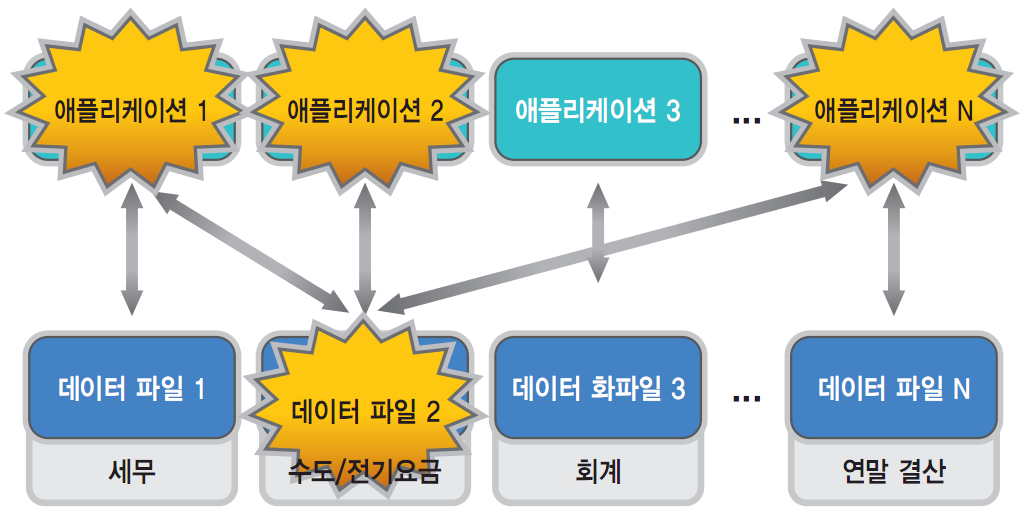 애플리케이션 1
애플리케이션 2
애플리케이션 3
...
애플리케이션 N
데이터 파일 1
데이터 파일 2
데이터 화파일 3
...
데이터 파일 N
세무
수도/전기요금
회계
연말 결산